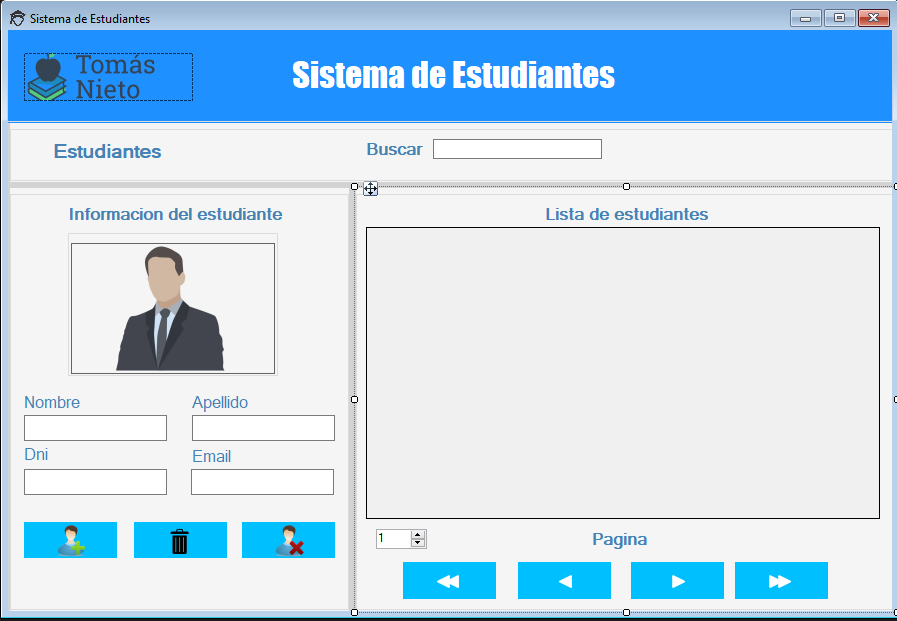 Sistema de Estudiantes
Tomás
Nieto
Sistema de Estudiantes
Estudiantes
Buscar
Informacion del estudiante
Lista de estudiantes
Nombre
Apellido
Dni
Email
1
Pagina